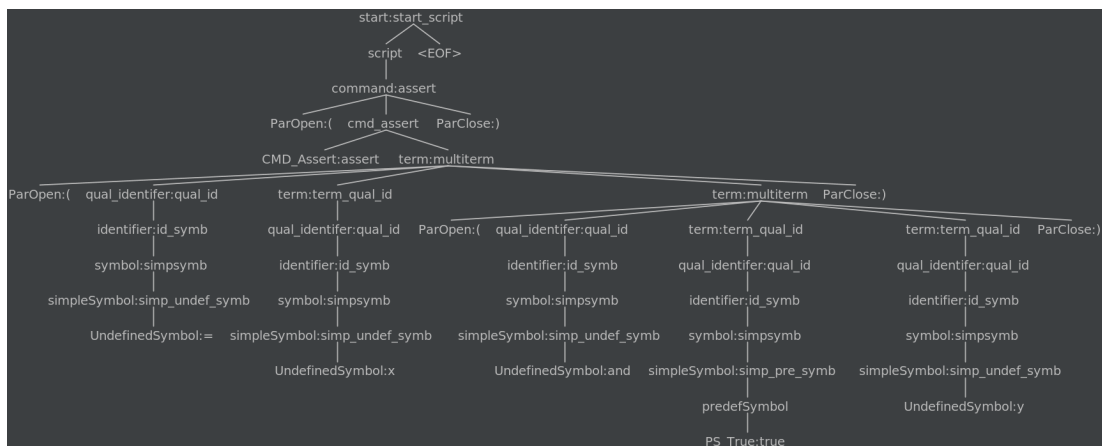 start:start_script
script <EOF>
command:assert
ParOpen:( cmd_assert ParClose:)
CMD_Assert:assert term:multiterm
ParOpen:( qual_identifer:qual_id term:term_qual_id term:multiterm ParClose:)
identifier:id_symb qual_identifer:qual_id ParOpen:( qual_identifer:qual_id term:term_qual_id term:term_qual_id ParClose:)
symbol:simpsymb identifier:id_symb identifier:id_symb qual_identifer:qual_id qual_identifer:qual_id
simpleSymbol:simp_undef_symb symbol:simpsymb symbol:simpsymb identifier:id_symb identifier:id_symb
UndefinedSymbol:= simpleSymbol:simp_undef_symb simpleSymbol:simp_undef_symb symbol:simpsymb symbol:simpsymb
UndefinedSymbol:x UndefinedSymbol:and simpleSymbol:simp_pre_symb simpleSymbol:simp_undef_symb
predefSymbol UndefinedSymbol:y
PS_True:true